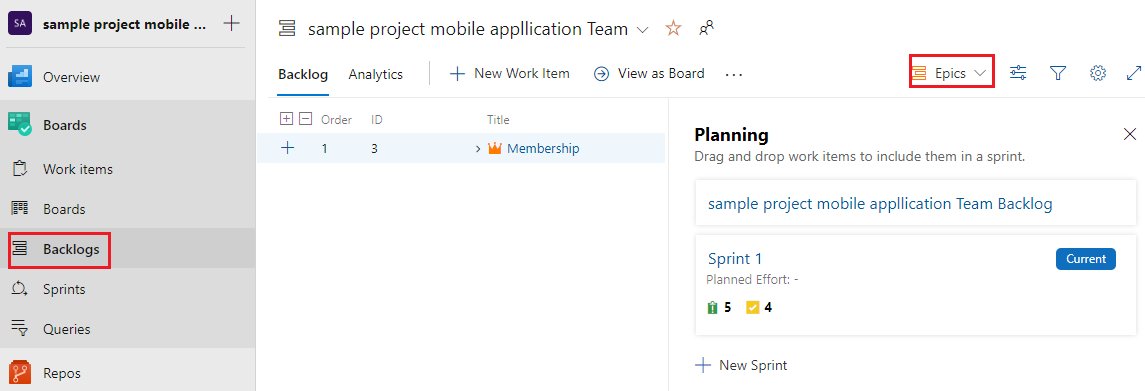 SA sample project mobile ... +
Overview
Boards
Work items
Boards
Backlogs
Sprints
Queries
Repos
sample project mobile appllication Team
Backlog Analytics + New Work Item View as Board ... Epics
Order ID Title
+ 1 3 > Membership
Planning
Drag and drop work items to include them in a sprint.
sample project mobile appllication Team Backlog
Sprint 1 Current
Planned Effort: -
5 4
+ New Sprint